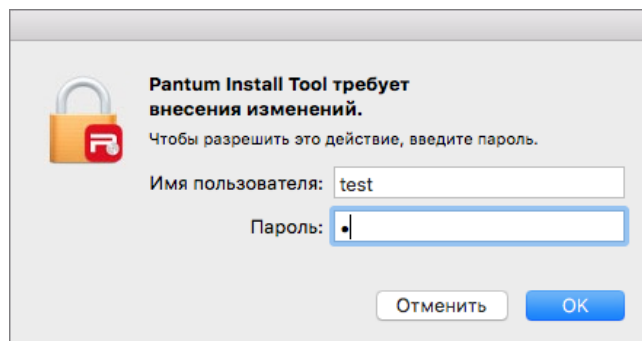 Pantum Install Tool требует
внесения изменений.
Чтобы разрешить это действие, введите пароль.
Имя пользователя: test
Пароль: •
Отменить OK